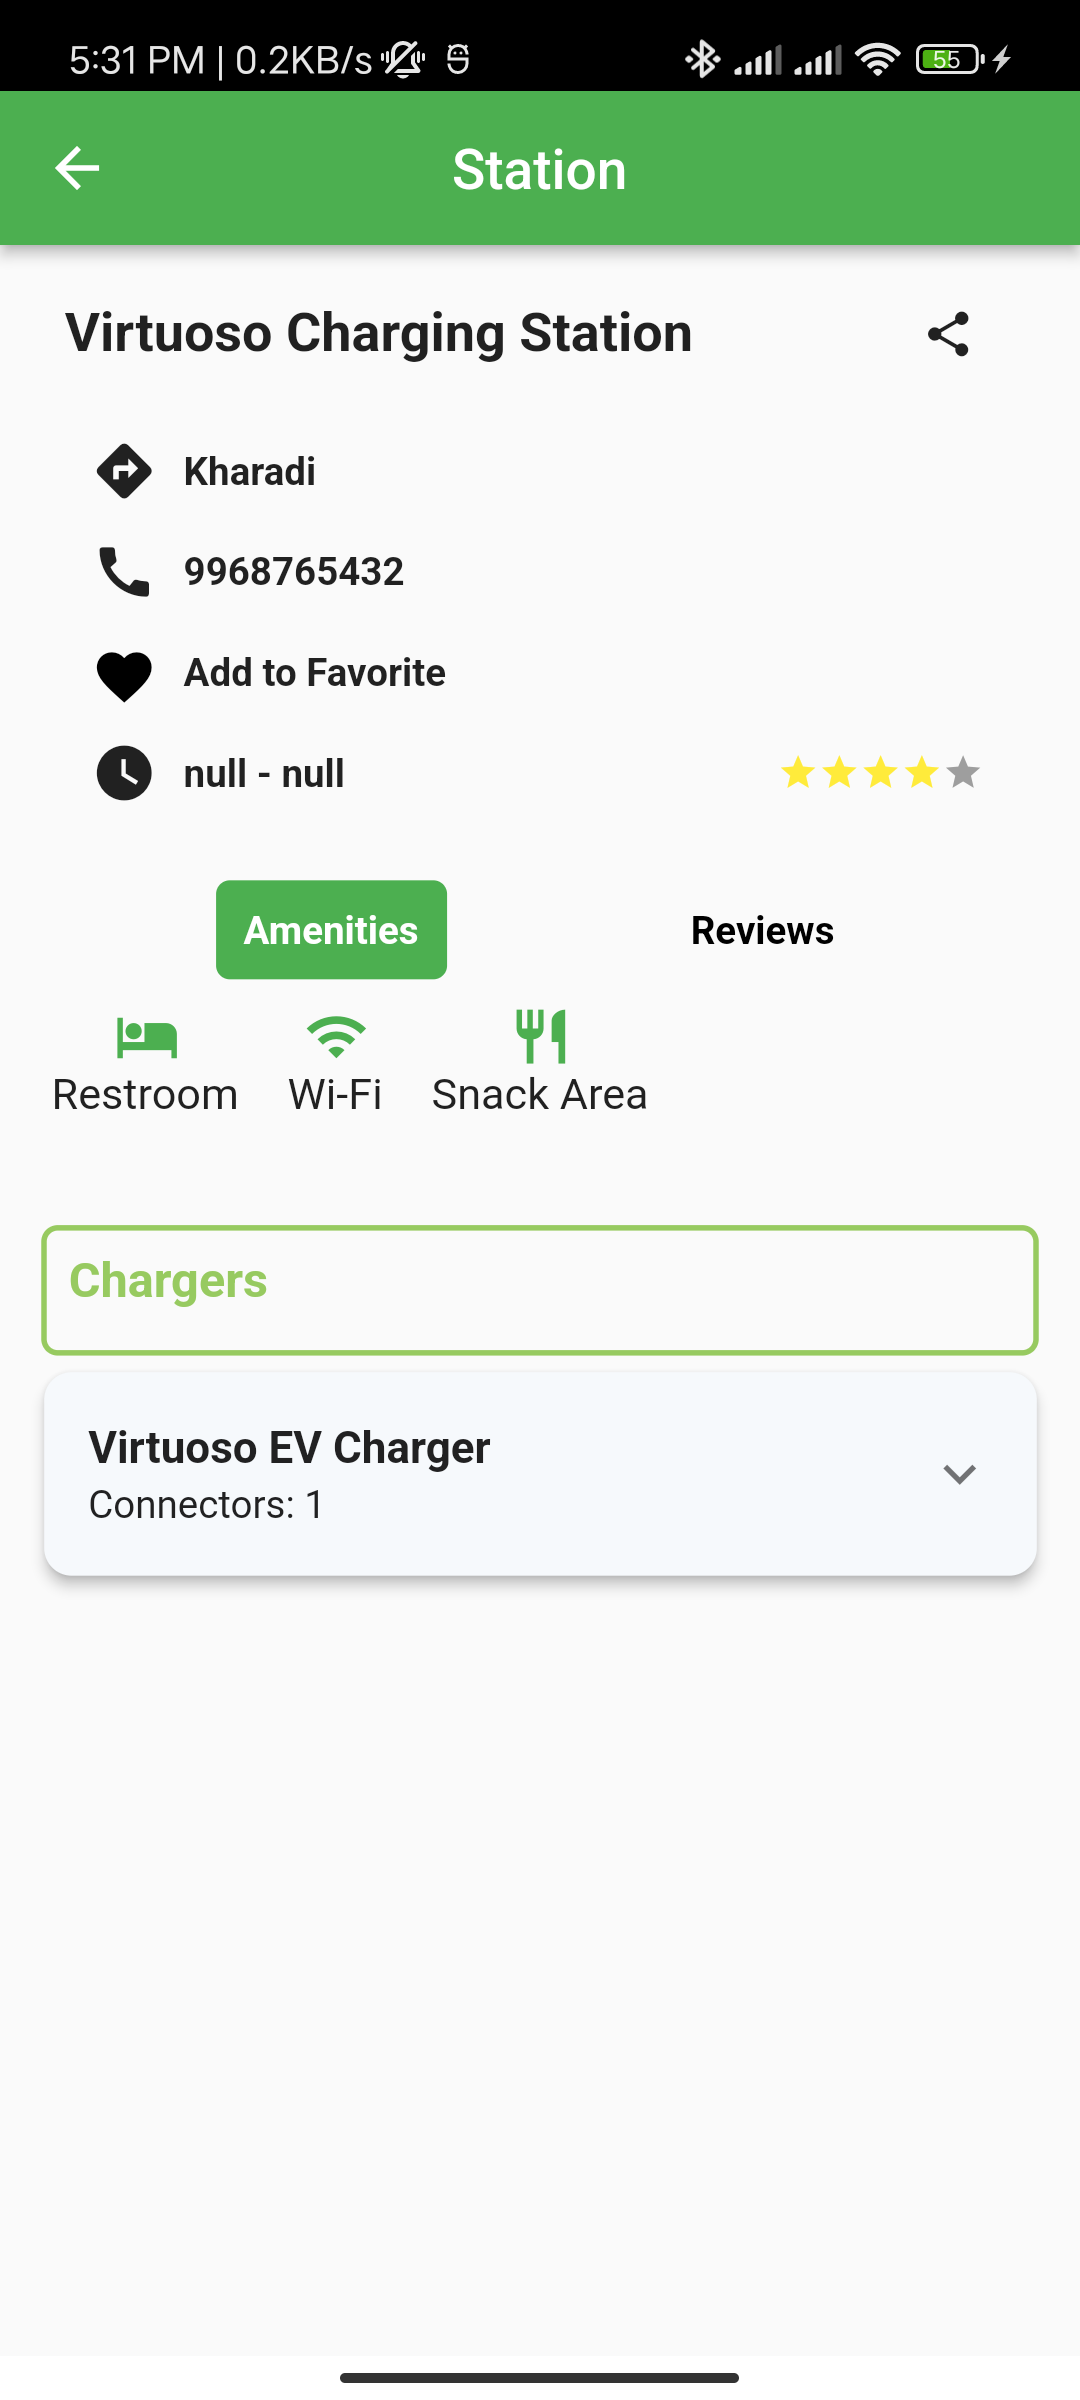 5:31 PM | 0.2KB/s 55
Station
Virtuoso Charging Station
Kharadi
9968765432
Add to Favorite
null - null
Amenities Reviews
Restroom Wi-Fi Snack Area
Chargers
Virtuoso EV Charger
Connectors: 1